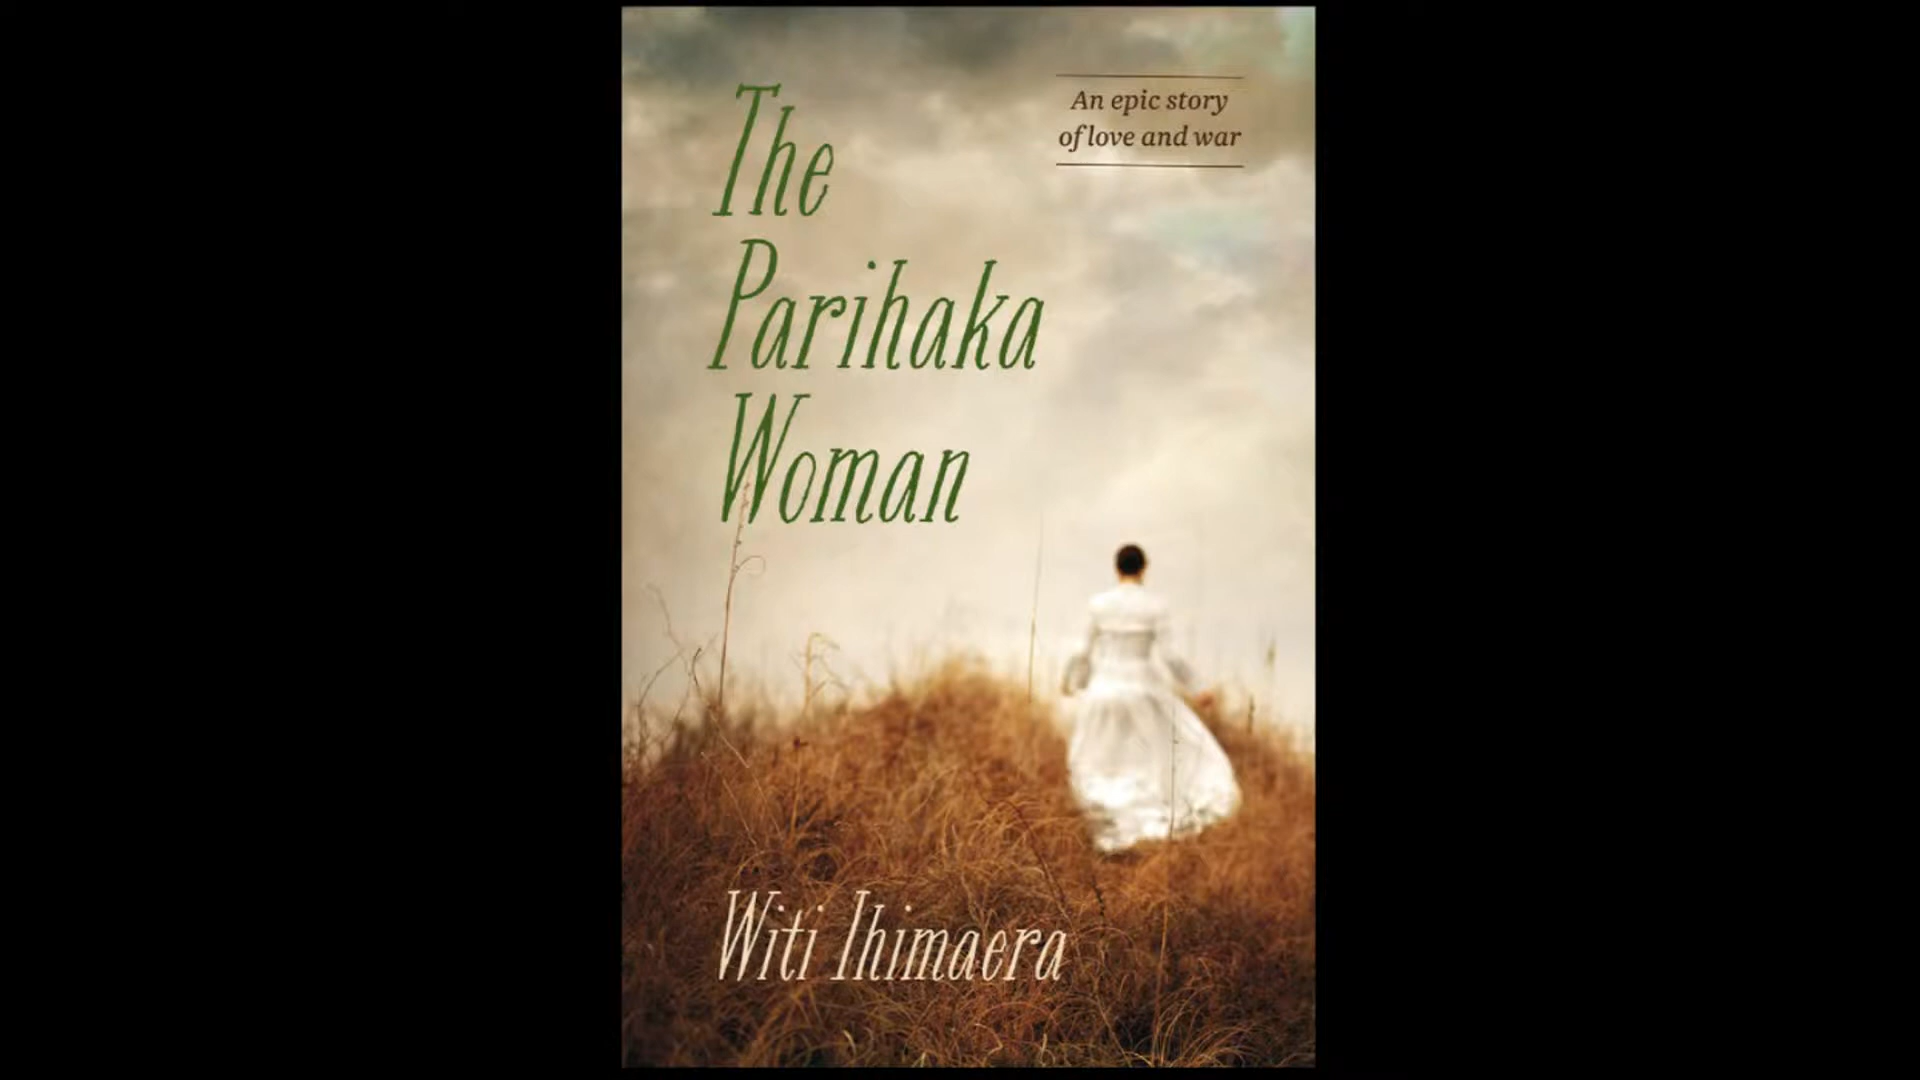 The
Parihaka
Woman
An epic story
of love and war
Witi Ihimaera